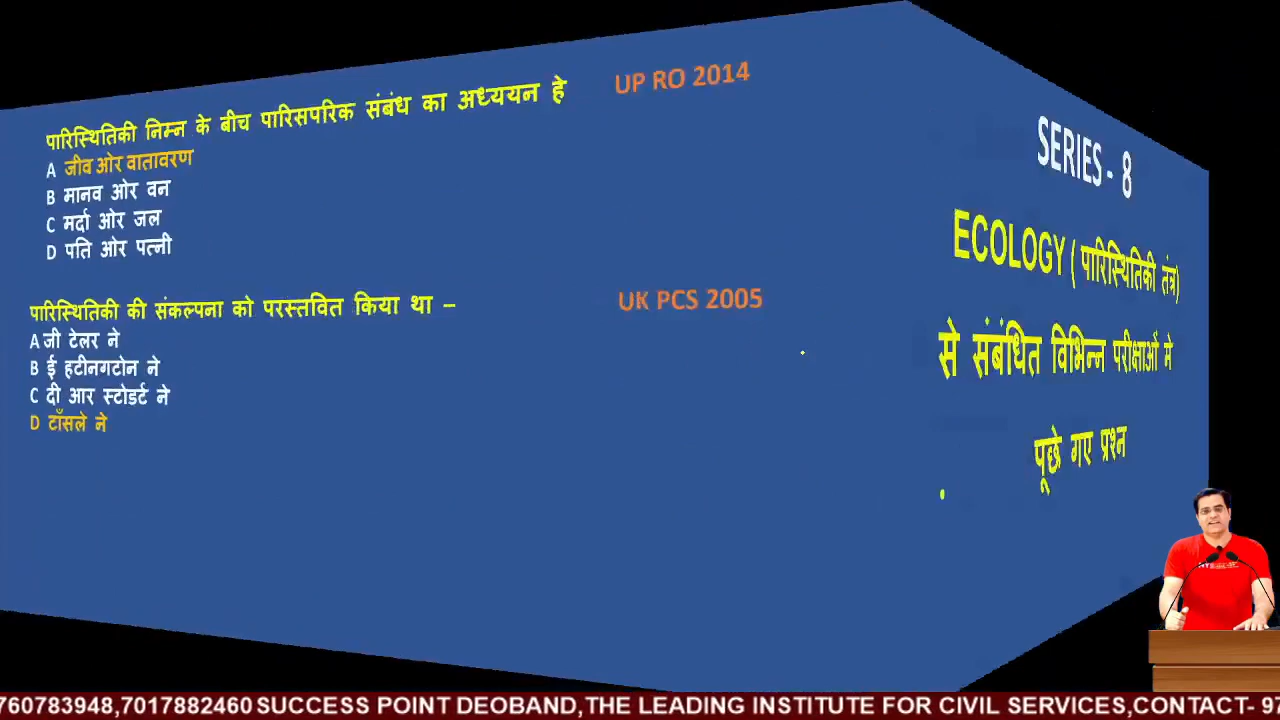 पारिस्थितिकी निम्न के बीच पारिसपरिक संबंध का अध्ययन हे UP RO 2014
A जीव ओर वातावरण
B मानव ओर वन
C मर्दा ओर जल
D पति ओर पत्नी
पारिस्थितिकी की संकल्पना को परस्तवित किया था – UK PCS 2005
A जी टेलर ने
B ई हटीनगटोन ने
C दी आर स्टोडर्ट ने
D टाँसले ने
SERIES - 8
ECOLOGY ( पारिस्थितिकी तंत्र)
से संबंधित विभिन्न परीक्षाओं मे
पूछे गए प्रश्न
.
760783948,7017882460 SUCCESS POINT DEOBAND,THE LEADING INSTITUTE FOR CIVIL SERVICES,CONTACT- 97